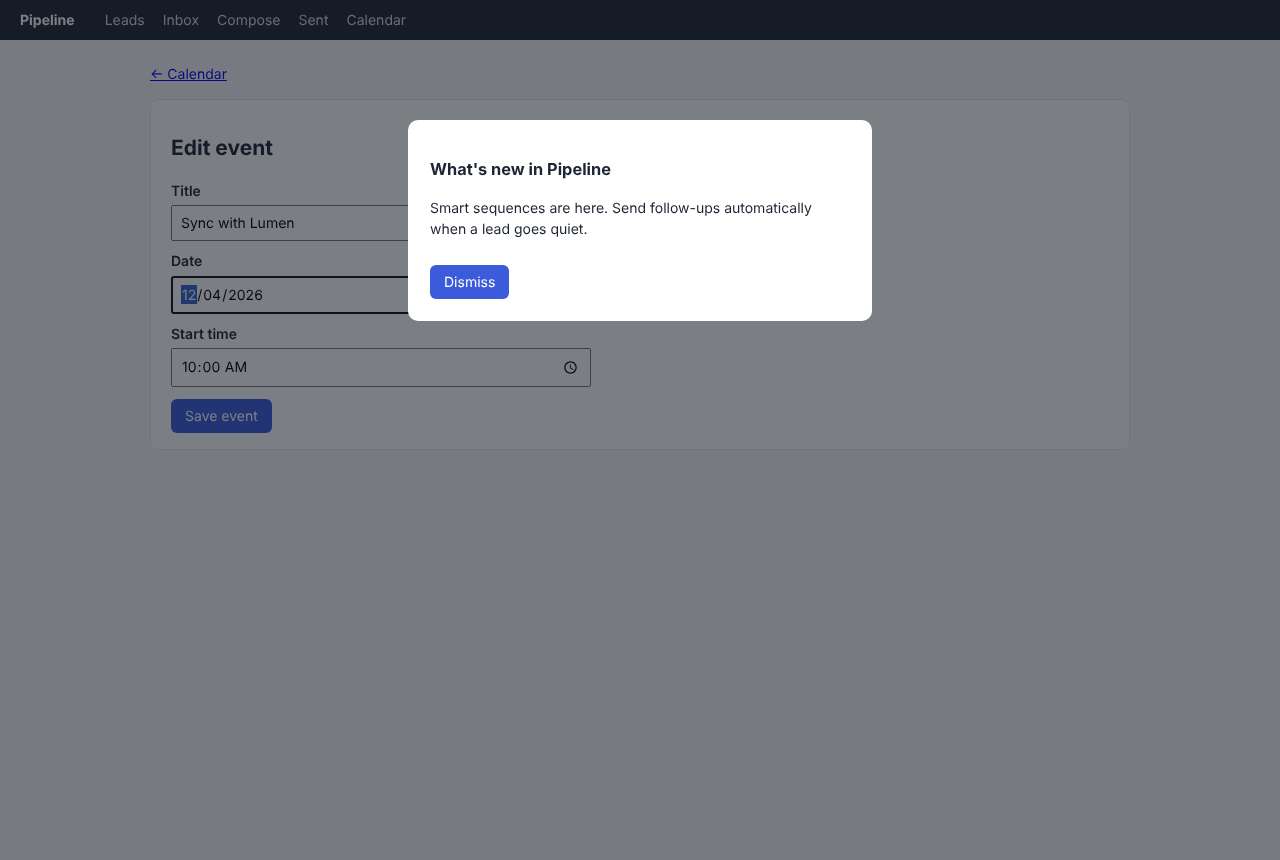 Pipeline Leads Inbox Compose Sent Calendar
← Calendar
Edit event
Title
Sync with Lumen
Date
12/04/2026
Start time
10:00 AM
Save event
What's new in Pipeline
Smart sequences are here. Send follow-ups automatically
when a lead goes quiet.
Dismiss